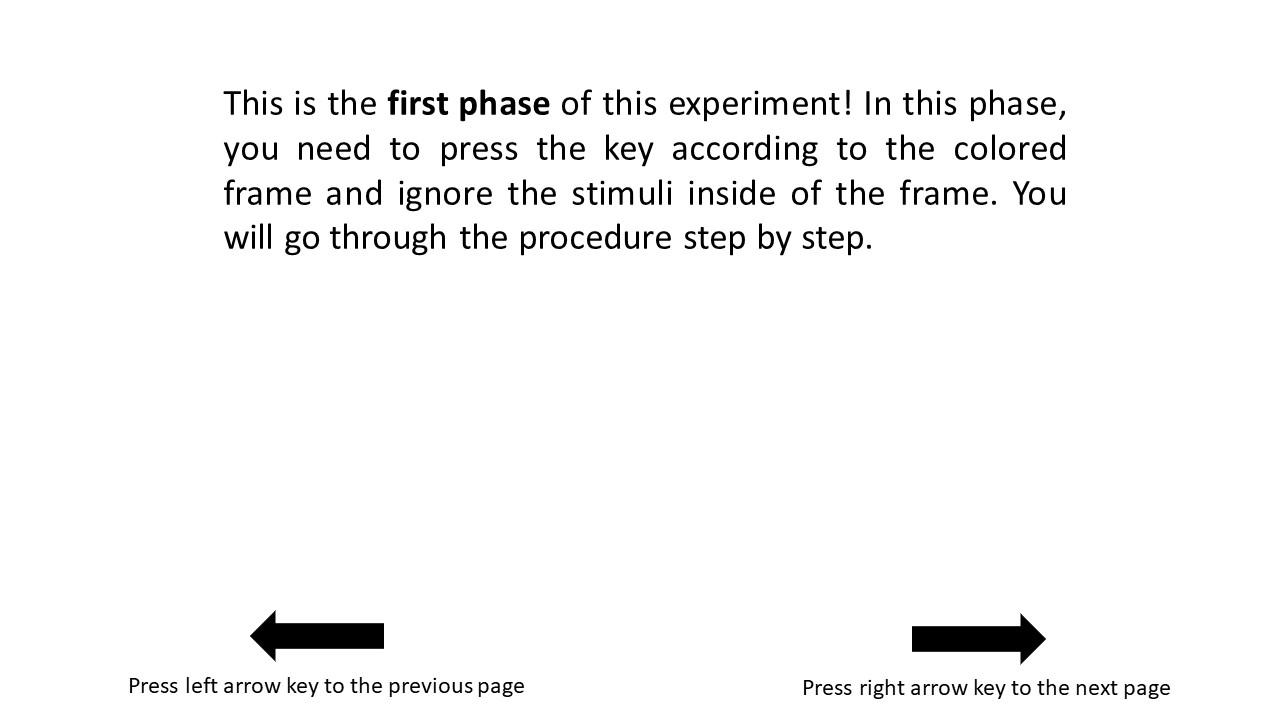 This is the first phase of this experiment! In this phase,
you need to press the key according to the colored
frame and ignore the stimuli inside of the frame. You
will go through the procedure step by step.
Press left arrow key to the previous page
Press right arrow key to the next page